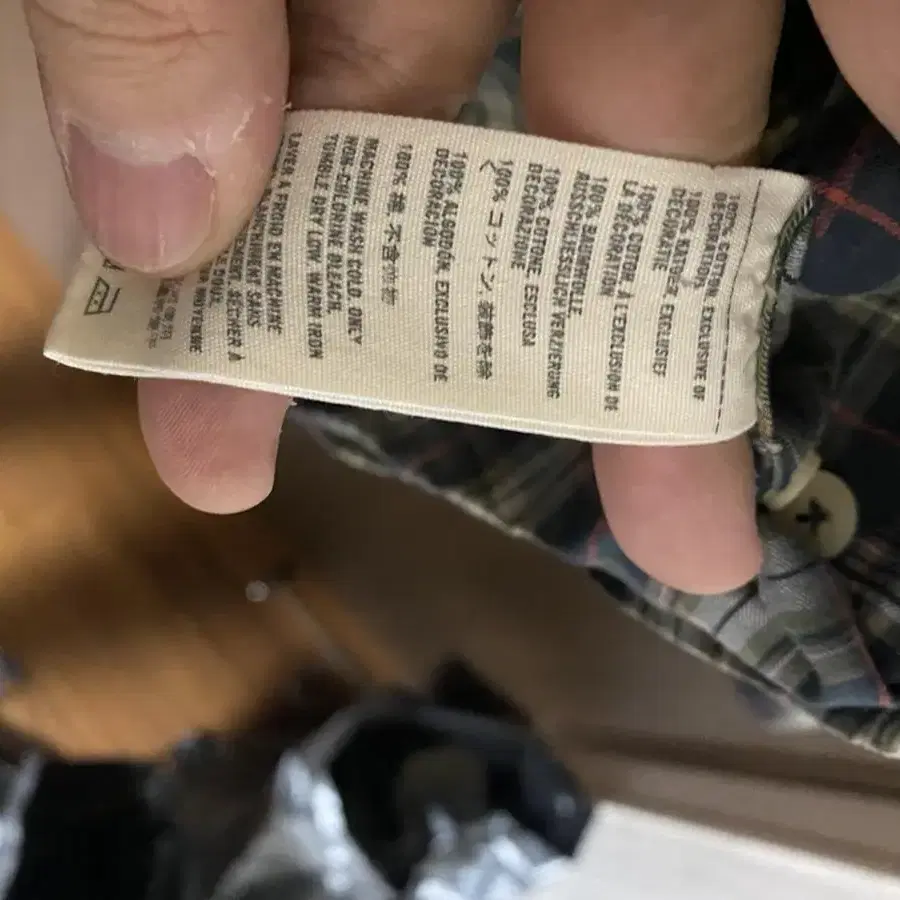 100% COTTON, EXCLUSIVE OF
DECORATION
100% KATOEN, EXCLUSIEF
DECORATIE
100% COTON, À L'EXCLUSION DE
LA DÉCORATION
100% BAUMWOLLE,
AUSSCHLIESSLICH VERZIERUNG
100% COTONE, ESCLUSA
DECORAZIONE
100% コットン, 装飾を除
く
100% ALGODÓN, EXCLUSIVO DE
DECORACIÓN
100% 棉, 不含
MACHINE WASH COLD. ONLY
NON-CHLORINE BLEACH.
TUMBLE DRY LOW. WARM IRON
LAVER À FROID EN MACHINE
SAIS
SÉCHER À
MOYENNE